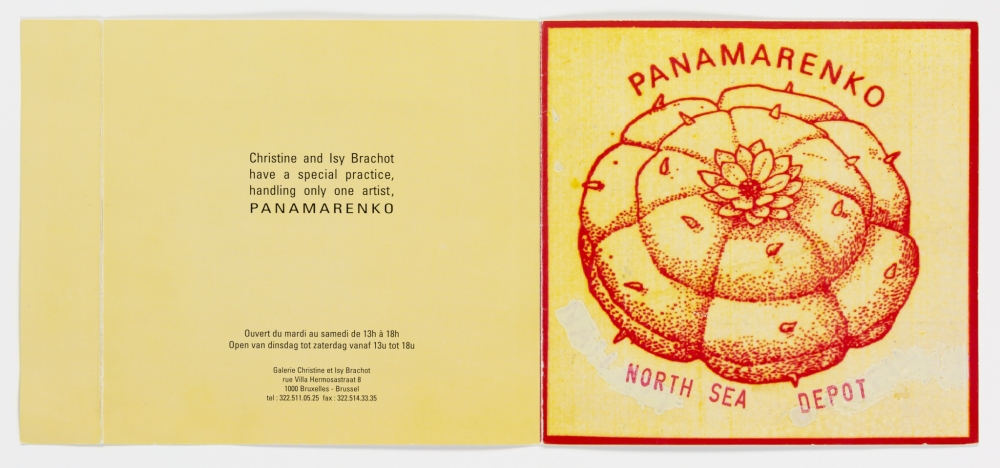 Christine and Isy Brachot
have a special practice,
handling only one artist,
PANAMARENKO
Ouvert du mardi au samedi de 13h à 18h
Open van dinsdag tot zaterdag vanaf 13u tot 18u
Galerie Christine et Isy Brachot
rue Villa Hermosastraat 8
1000 Bruxelles - Brussel
tel : 322.511.05.25 fax : 322.514.33.35
PANAMARENKO
NORTH SEA DEPOT